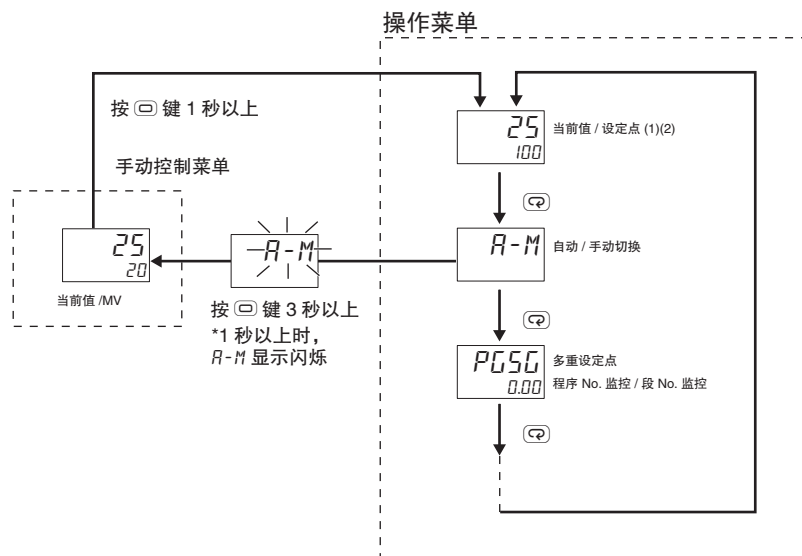 操作菜单
按 键 1 秒以上
手动控制菜单
25
100
当前值 / 设定点 (1)(2)
A-M
自动 / 手动切换
25
20
当前值 /MV
A-M
按 键 3 秒以上
*1 秒以上时，
A-M 显示闪烁
PGSG
0.00
多重设定点
程序 No. 监控 / 段 No. 监控